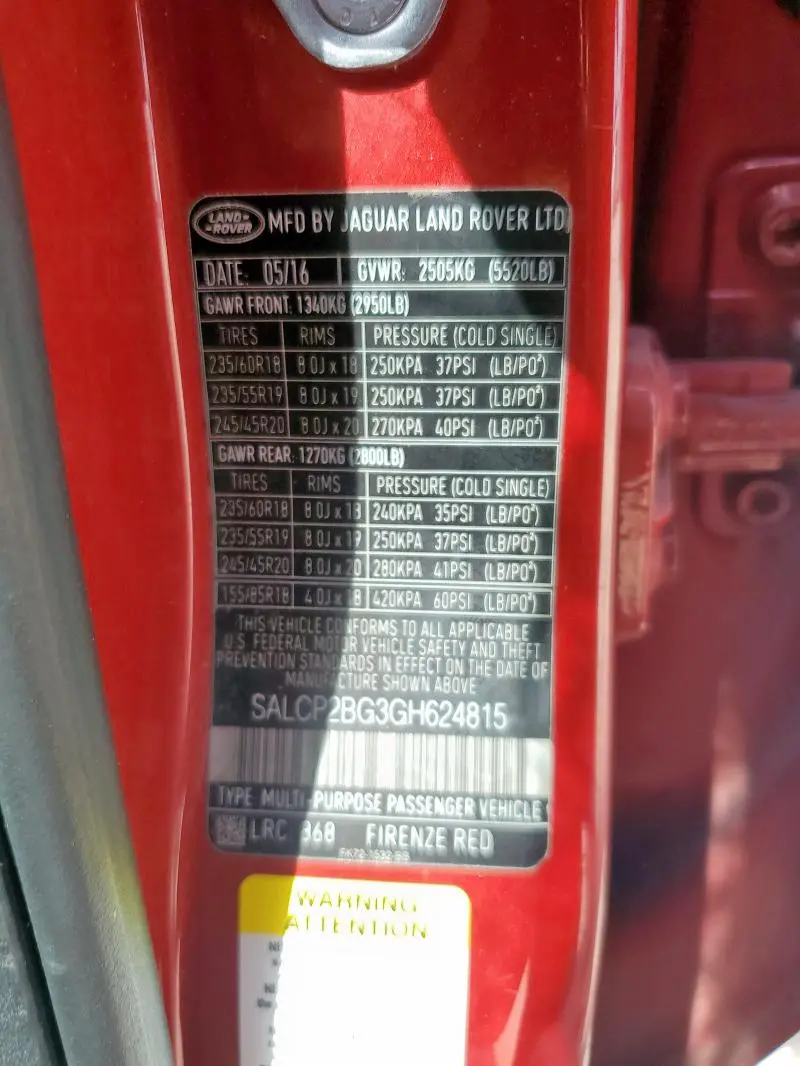 LAND-
-ROVER
MFD BY JAGUAR LAND ROVER LTD
DATE: 05/16 GVWR: 2505KG (5520LB)
GAWR FRONT: 1340KG (2950LB)
TIRES RIMS PRESSURE (COLD SINGLE)
235/60R18 8.0J x 18 250KPA 37PSI (LB/PO²)
235/55R19 8.0J x 19 250KPA 37PSI (LB/PO²)
245/45R20 8.0J x 20 270KPA 40PSI (LB/PO²)
GAWR REAR: 1270KG (2800LB)
TIRES RIMS PRESSURE (COLD SINGLE)
235/60R18 8.0J x 18 240KPA 35PSI (LB/PO²)
235/55R19 8.0J x 19 250KPA 37PSI (LB/PO²)
245/45R20 8.0J x 20 280KPA 41PSI (LB/PO²)
155/85R18 4.0J x 18 420KPA 60PSI (LB/PO²)
THIS VEHICLE CONFORMS TO ALL APPLICABLE
U.S. FEDERAL MOTOR VEHICLE SAFETY AND THEFT
PREVENTION STANDARDS IN EFFECT ON THE DATE OF
MANUFACTURE SHOWN ABOVE
SALCP2BG3GH624815
TYPE MULTI-PURPOSE PASSENGER VEHICLE
LRC 868 FIRENZE RED
WARNING
ATTENTION